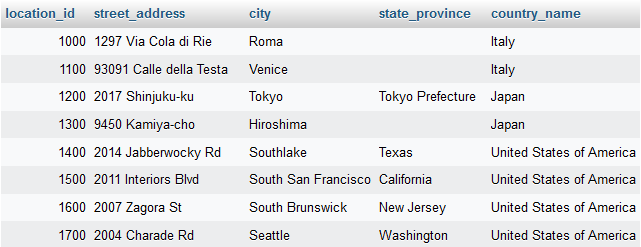 location_id street_address city state_province country_name
1000 1297 Via Cola di Rie Roma Italy
1100 93091 Calle della Testa Venice Italy
1200 2017 Shinjuku-ku Tokyo Tokyo Prefecture Japan
1300 9450 Kamiya-cho Hiroshima Japan
1400 2014 Jabberwocky Rd Southlake Texas United States of America
1500 2011 Interiors Blvd South San Francisco California United States of America
1600 2007 Zagora St South Brunswick New Jersey United States of America
1700 2004 Charade Rd Seattle Washington United States of America